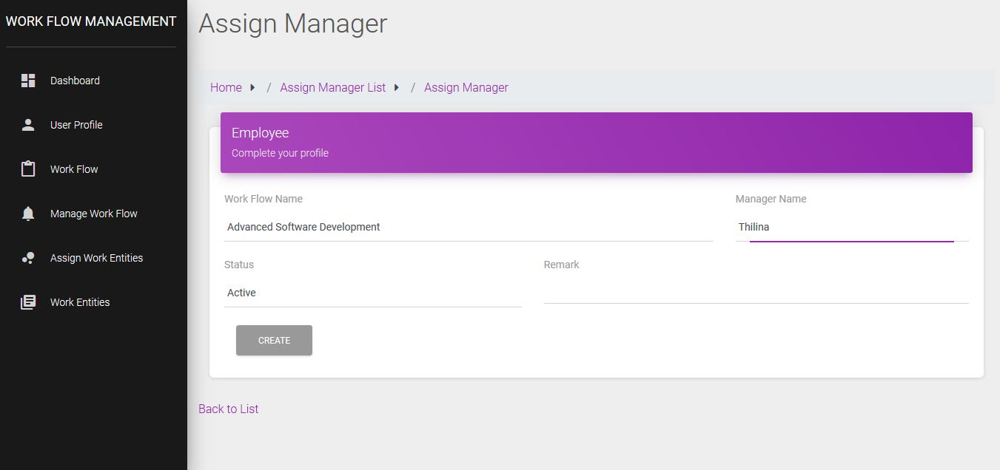 WORK FLOW MANAGEMENT
Dashboard
User Profile
Work Flow
Manage Work Flow
Assign Work Entities
Work Entities
Assign Manager
Home / Assign Manager List / Assign Manager
Employee
Complete your profile
Work Flow Name
Advanced Software Development
Manager Name
Thilina
Status
Active
Remark
CREATE
Back to List